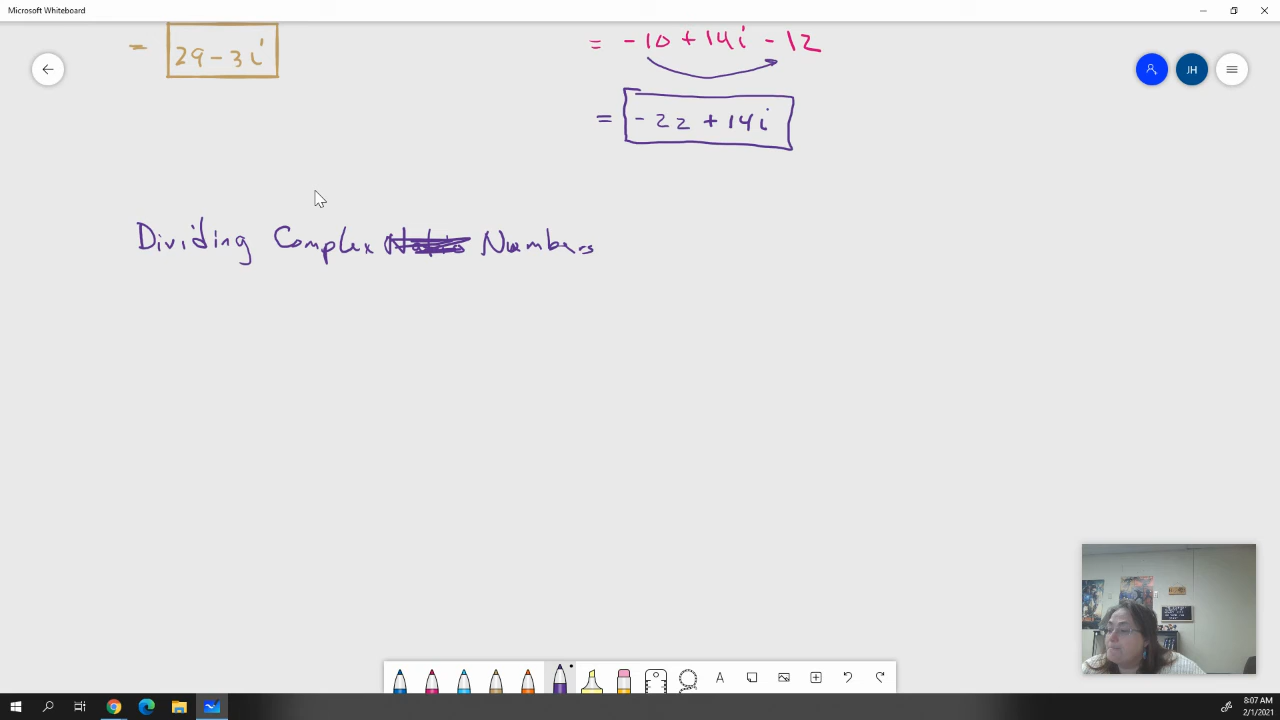 Microsoft Whiteboard
= 29 - 3i
= -10 + 14i - 12
JH
= -22 + 14i
Dividing Complex Numbers
A
8:07 AM
2/1/2021